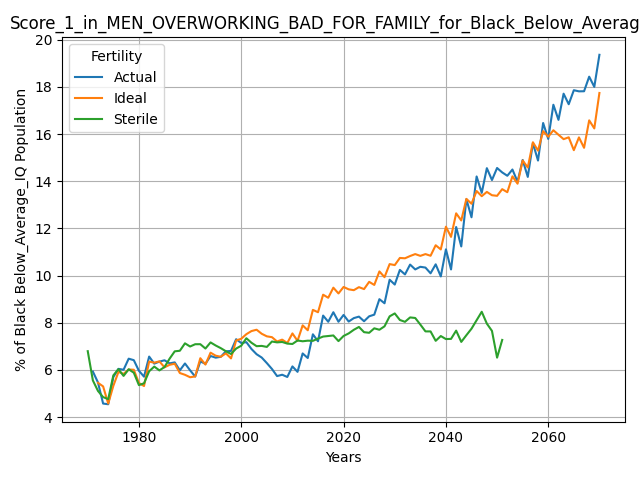 Score_1_in_MEN_OVERWORKING_BAD_FOR_FAMILY_for_Black_Below_Averag
% of Black Below_Average_IQ Population
20
18
16
14
12
10
8
6
4
Fertility
Actual
Ideal
Sterile
1980 2000 2020 2040 2060
Years